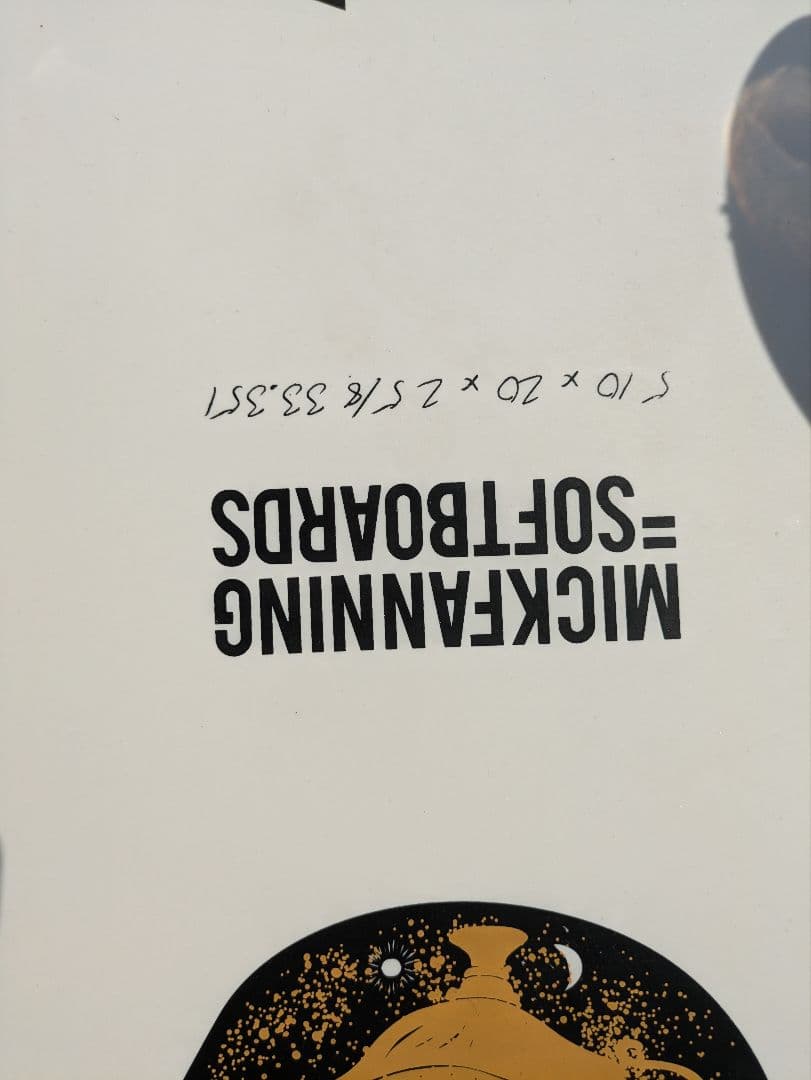 MICKFANNING
=SOFTBOARDS
5 10 x 20 x 2 5/8 33.35l